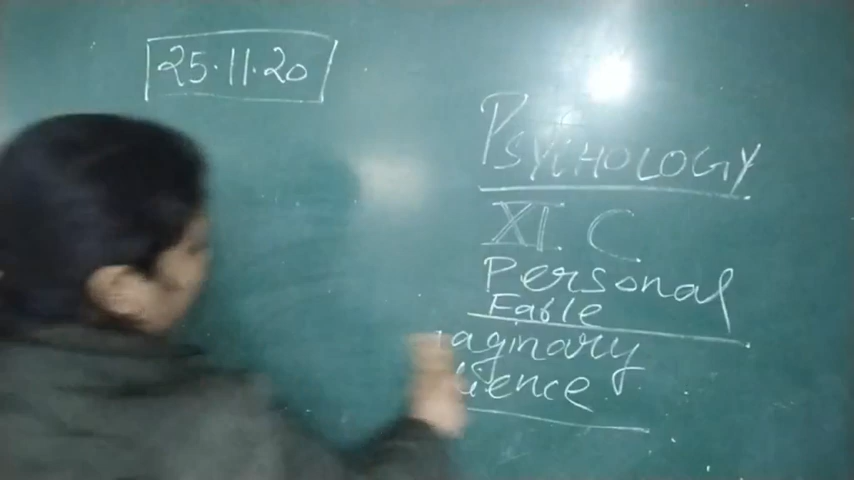 25.11.20
PSYCHOLOGY
XI C
Personal
Fable
aginary
ience